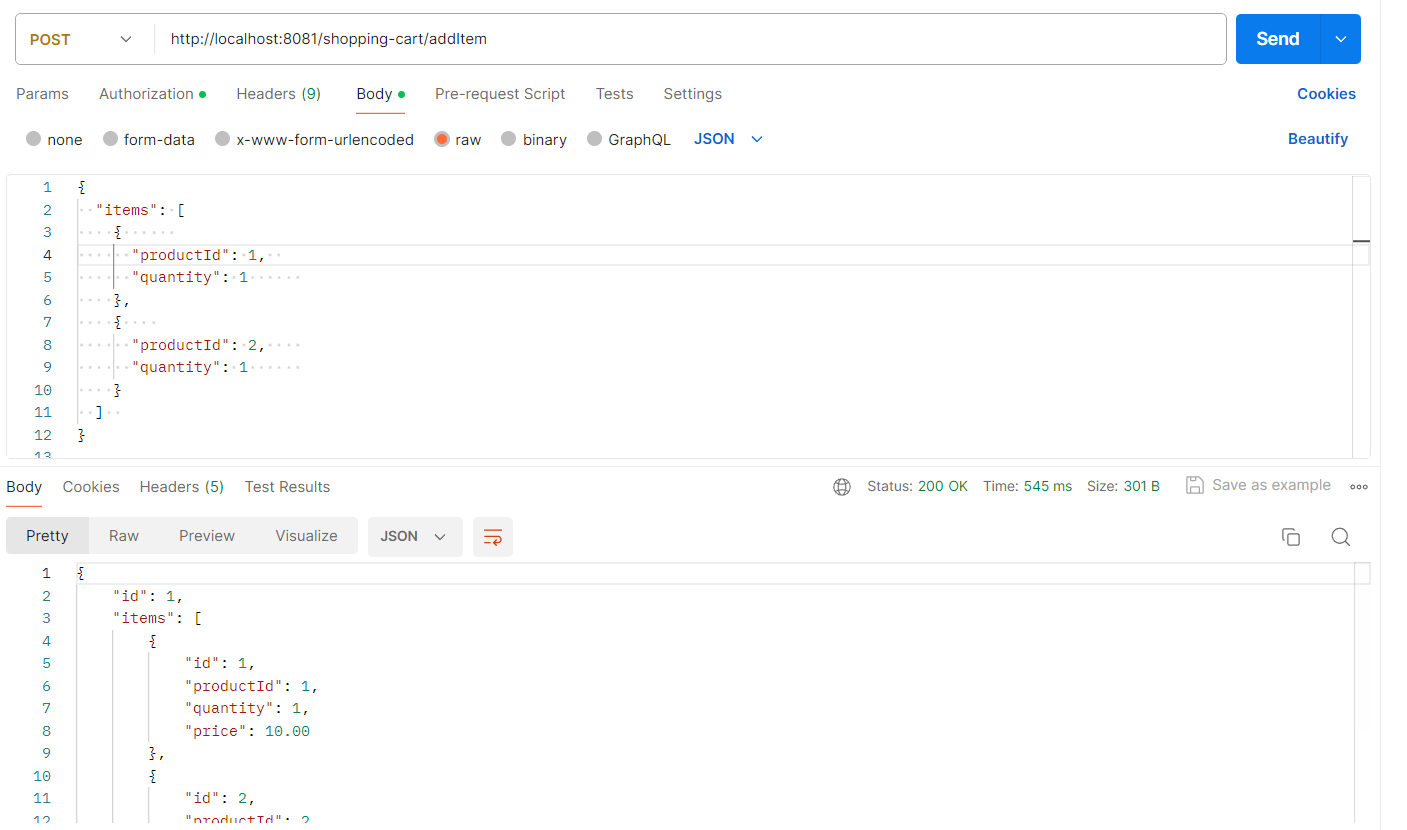 POST http://localhost:8081/shopping-cart/addItem Send
Params Authorization Headers (9) Body Pre-request Script Tests Settings Cookies
none form-data x-www-form-urlencoded raw binary GraphQL JSON Beautify
1 {
2 "items": [
3 {
4 "productId": 1,
5 "quantity": 1
6 },
7 {
8 "productId": 2,
9 "quantity": 1
10 }
11 ]
12 }
13
Body Cookies Headers (5) Test Results Status: 200 OK Time: 545 ms Size: 301 B Save as example
Pretty Raw Preview Visualize JSON
1 {
2 "id": 1,
3 "items": [
4 {
5 "id": 1,
6 "productId": 1,
7 "quantity": 1,
8 "price": 10.00
9 },
10 {
11 "id": 2,
12 "productId": 2